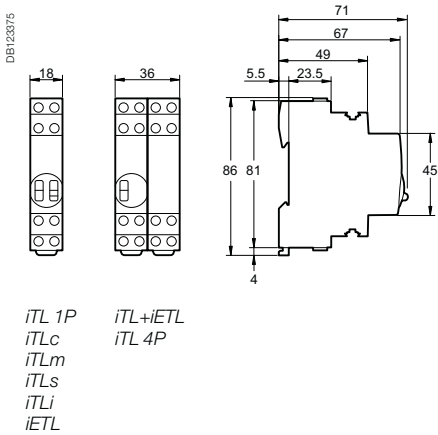 DB123375
71
67
49
18
36
5.5
23.5
86
81
45
4
iTL 1P
iTLc
iTLm
iTLs
iTLi
iETL
iTL+iETL
iTL 4P